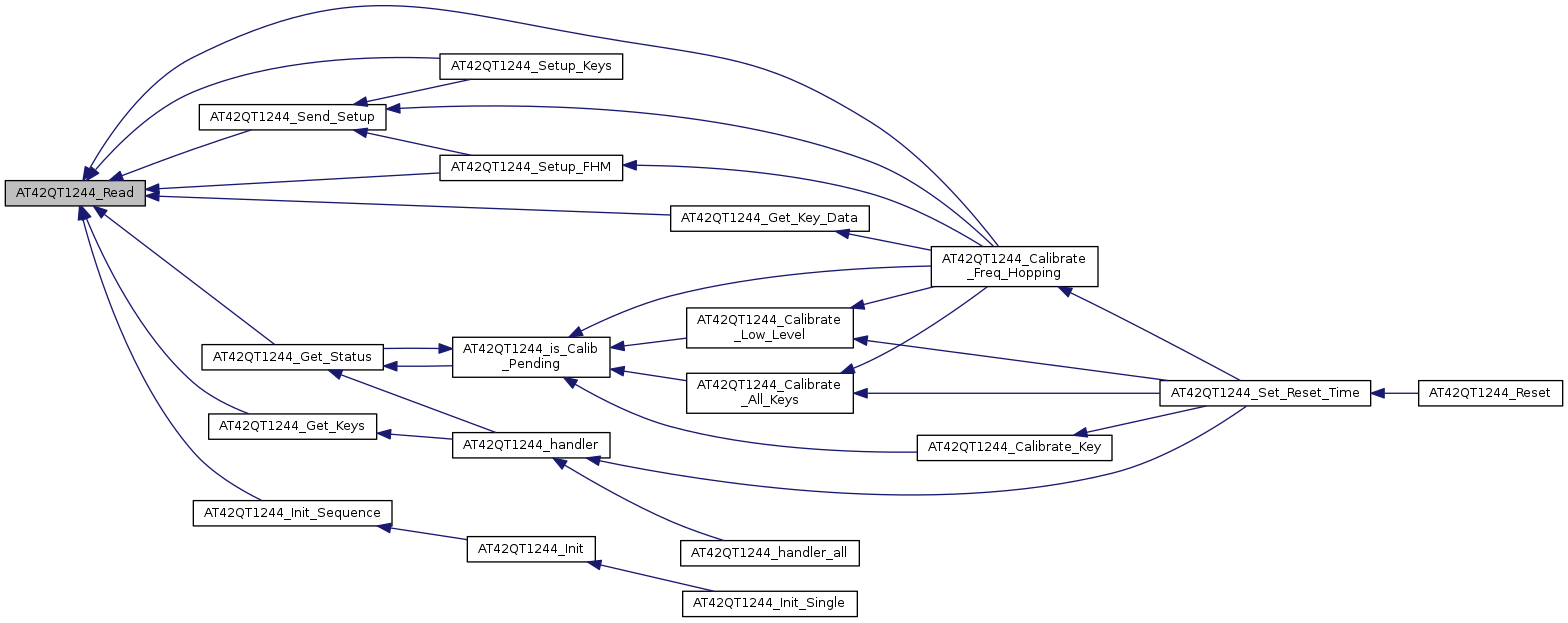 AT42QT1244_Setup_Keys
AT42QT1244_Send_Setup
AT42QT1244_Setup_FHM
AT42QT1244_Read
AT42QT1244_Get_Key_Data
AT42QT1244_Calibrate
_Freq_Hopping
AT42QT1244_Calibrate
_Low_Level
AT42QT1244_Get_Status
AT42QT1244_is_Calib
_Pending
AT42QT1244_Calibrate
_All_Keys
AT42QT1244_Set_Reset_Time
AT42QT1244_Reset
AT42QT1244_Get_Keys
AT42QT1244_handler
AT42QT1244_Calibrate_Key
AT42QT1244_Init_Sequence
AT42QT1244_Init
AT42QT1244_handler_all
AT42QT1244_Init_Single